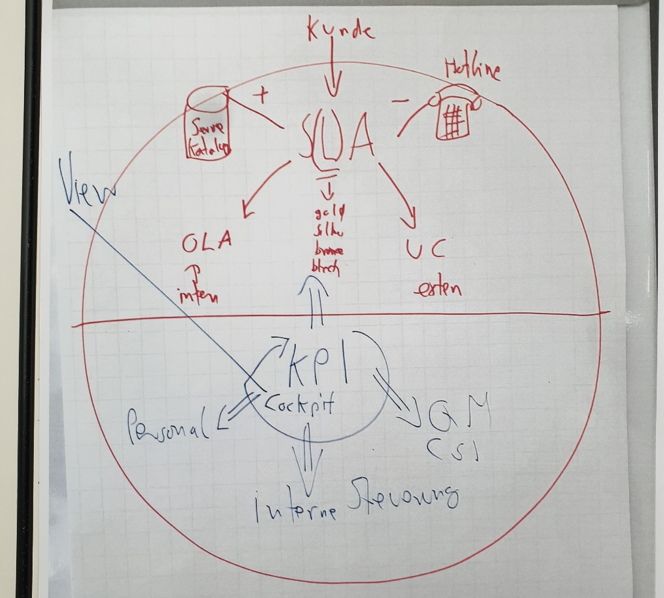 Kunde
Hotline
+
-
Service
Katalog
SLA
View
gold
silber
bronze
blech
OLA
intern
UC
extern
KPI
Cockpit
Personal
QM
CSI
interne Steuerung